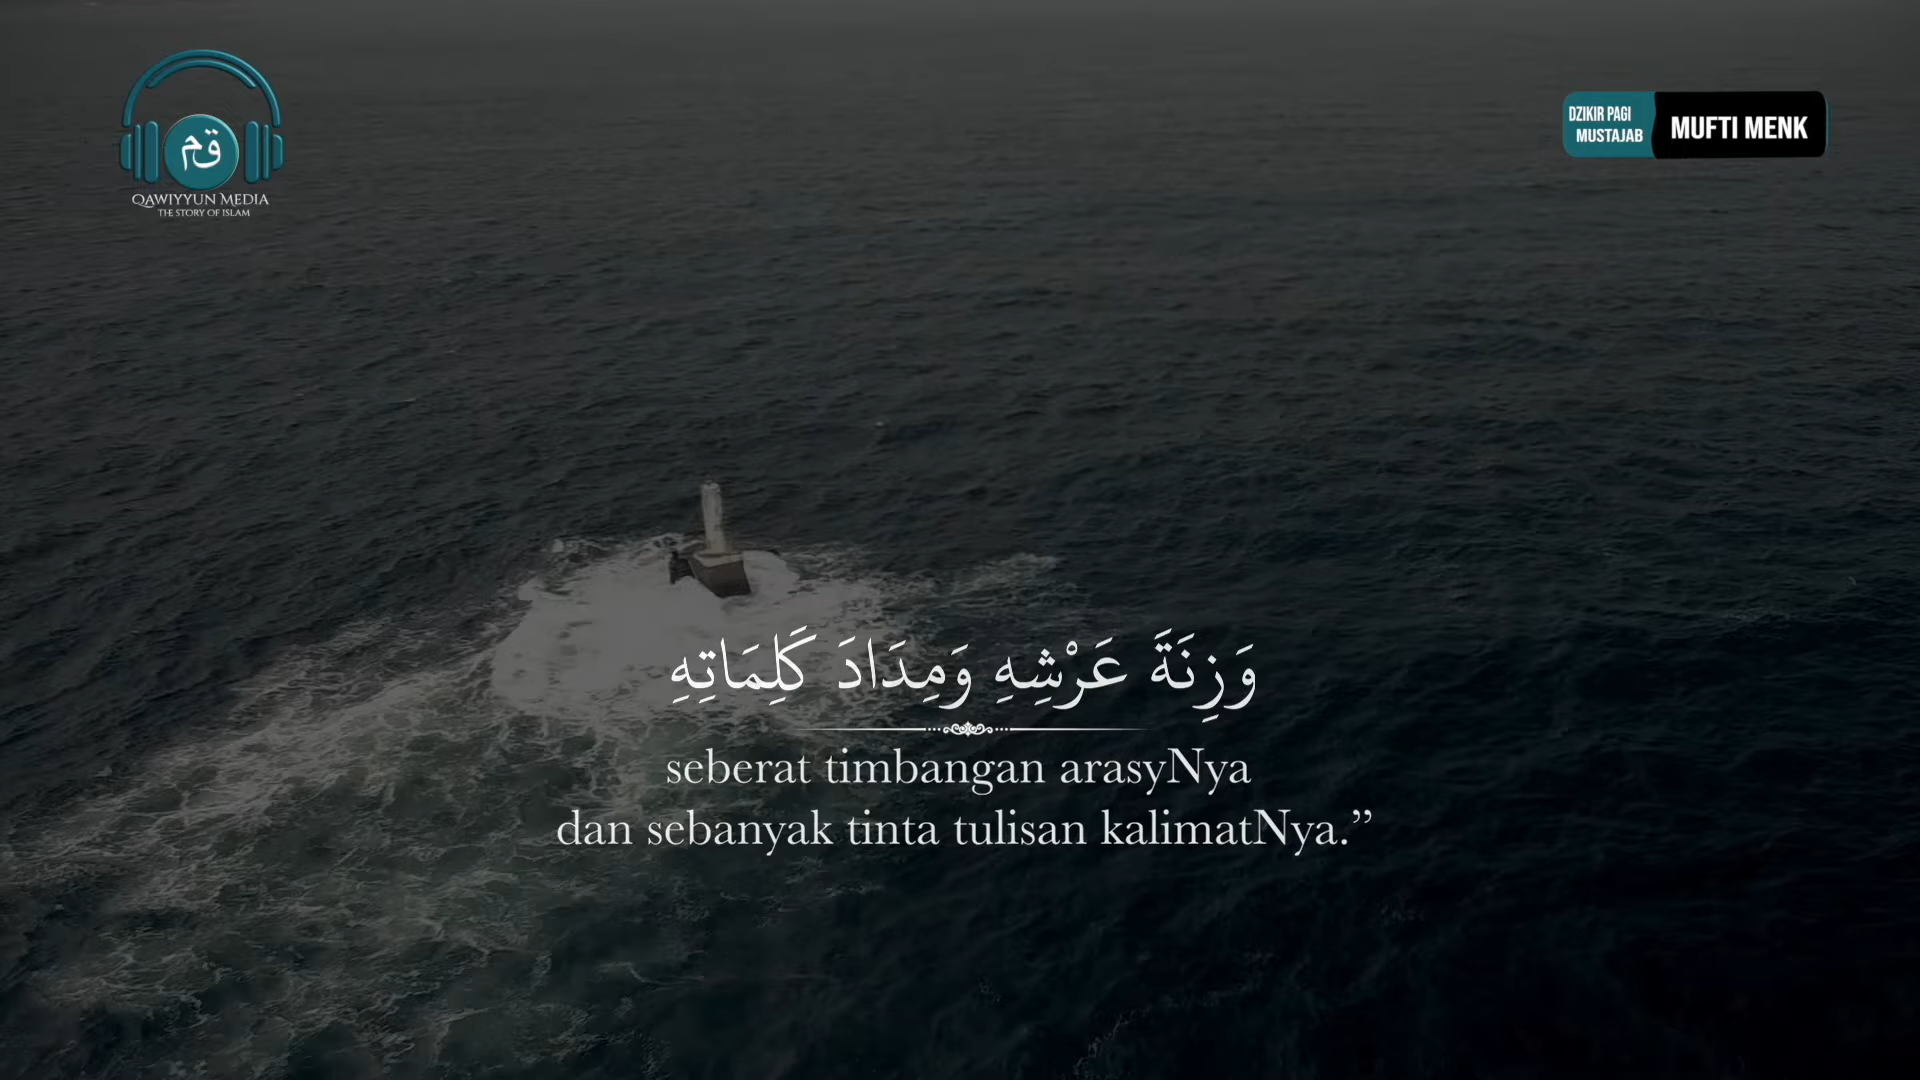 قم
QAWIYYUN MEDIA
THE STORY OF ISLAM
DZIKIR PAGI
MUSTAJAB
MUFTI MENK
وَزِنَةَ عَرْشِهِ وَمِدَادَ كَلِمَاتِهِ
seberat timbangan arasyNya
dan sebanyak tinta tulisan kalimatNya.”